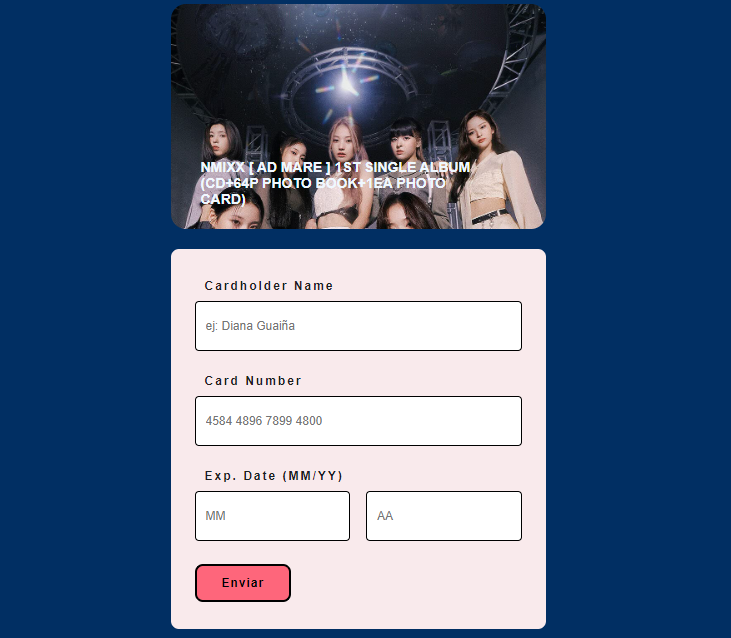 NMIXX [ AD MARE ] 1ST SINGLE ALBUM
(CD+64P PHOTO BOOK+1EA PHOTO
CARD)
Cardholder Name
ej: Diana Guaiña
Card Number
4584 4896 7899 4800
Exp. Date (MM/YY)
MM
AA
Enviar